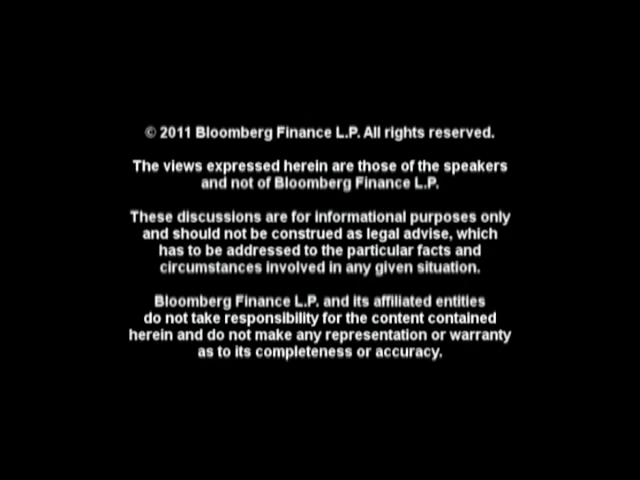 © 2011 Bloomberg Finance L.P. All rights reserved.
The views expressed herein are those of the speakers
and not of Bloomberg Finance L.P.
These discussions are for informational purposes only
and should not be construed as legal advise, which
has to be addressed to the particular facts and
circumstances involved in any given situation.
Bloomberg Finance L.P. and its affiliated entities
do not take responsibility for the content contained
herein and do not make any representation or warranty
as to its completeness or accuracy.